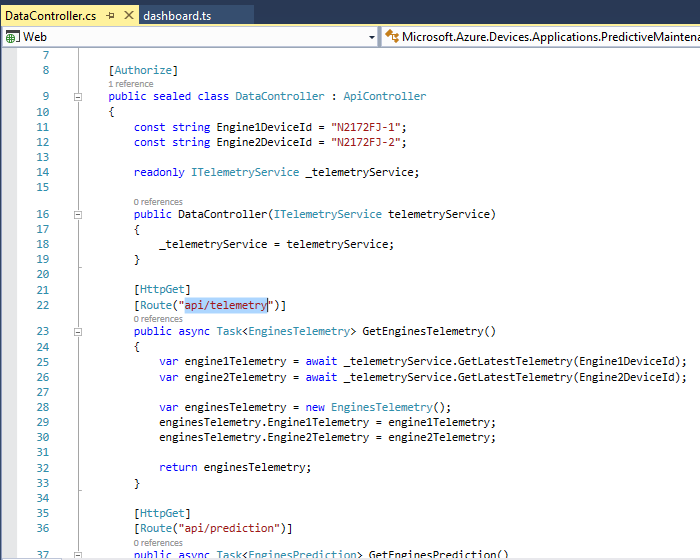 DataController.cs dashboard.ts
Web Microsoft.Azure.Devices.Applications.PredictiveMaintena
7
8 [Authorize]
1 reference
9 public sealed class DataController : ApiController
10 {
11 const string Engine1DeviceId = "N2172FJ-1";
12 const string Engine2DeviceId = "N2172FJ-2";
13
14 readonly ITelemetryService _telemetryService;
15
0 references
16 public DataController(ITelemetryService telemetryService)
17 {
18 _telemetryService = telemetryService;
19 }
20
21 [HttpGet]
22 [Route("api/telemetry")]
0 references
23 public async Task<EnginesTelemetry> GetEnginesTelemetry()
24 {
25 var engine1Telemetry = await _telemetryService.GetLatestTelemetry(Engine1DeviceId);
26 var engine2Telemetry = await _telemetryService.GetLatestTelemetry(Engine2DeviceId);
27
28 var enginesTelemetry = new EnginesTelemetry();
29 enginesTelemetry.Engine1Telemetry = engine1Telemetry;
30 enginesTelemetry.Engine2Telemetry = engine2Telemetry;
31
32 return enginesTelemetry;
33 }
34
35 [HttpGet]
36 [Route("api/prediction")]
0 references
37 public async Task<EnginesPrediction> GetEnginesPrediction()